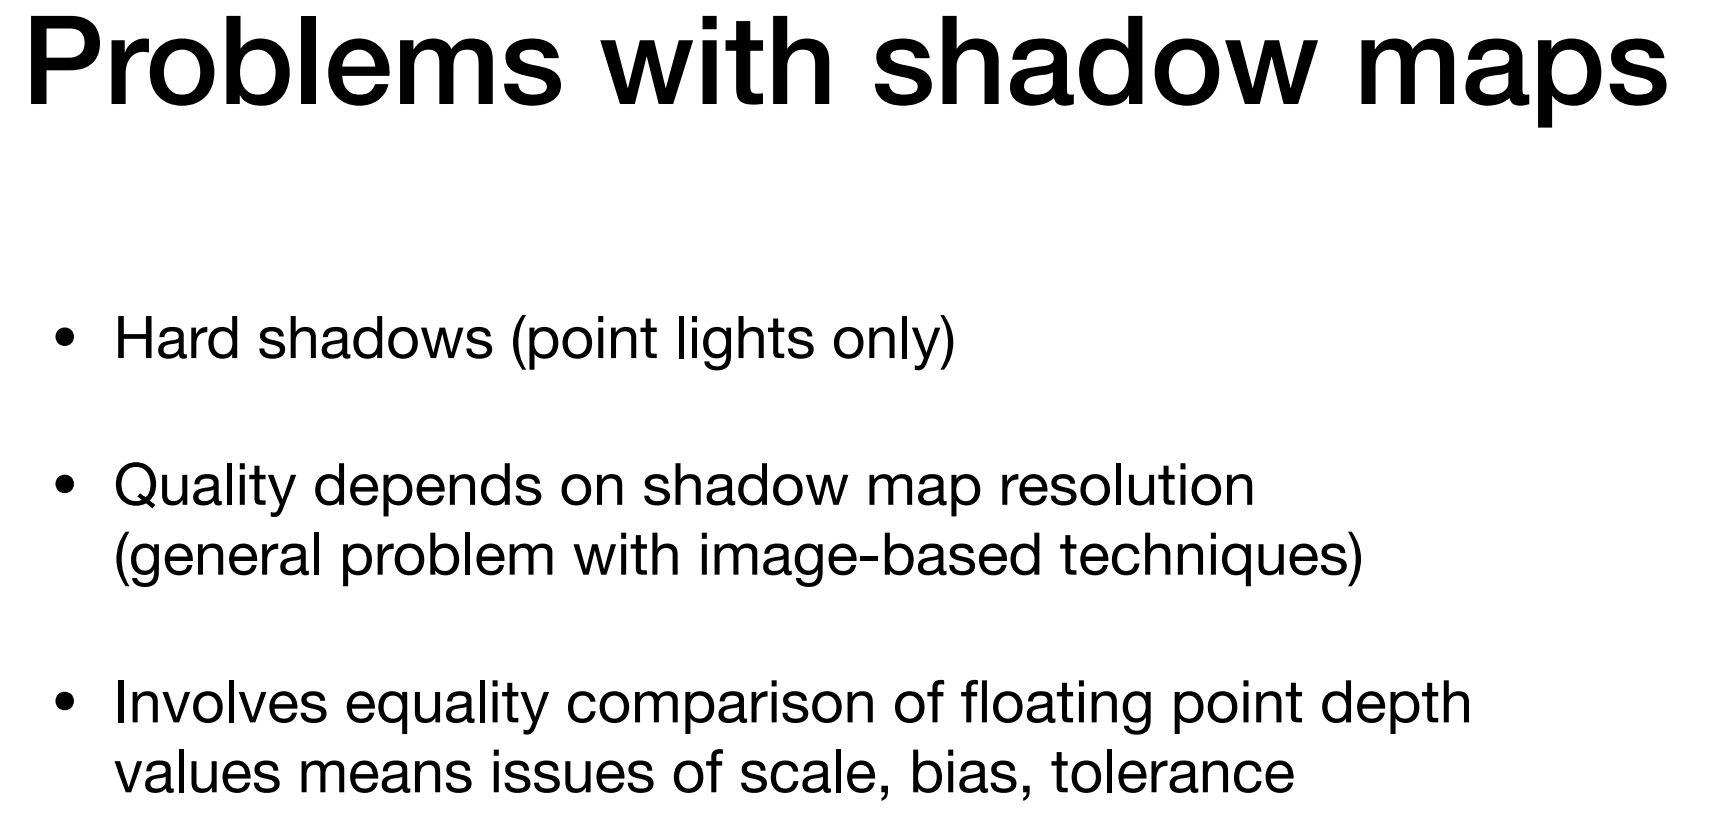 Problems with shadow maps
• Hard shadows (point lights only)
• Quality depends on shadow map resolution
(general problem with image-based techniques)
• Involves equality comparison of floating point depth
values means issues of scale, bias, tolerance